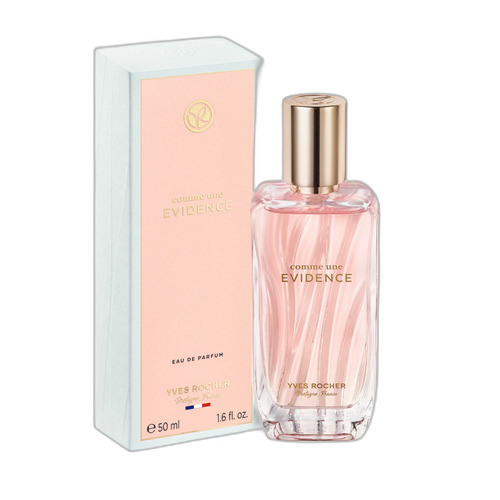 comme une
EVIDENCE
EAU DE PARFUM
YVES ROCHER
Bretagne, France
℮ 50 ml 1.6 fl. oz.
comme une
EVIDENCE
YVES ROCHER
Bretagne, France